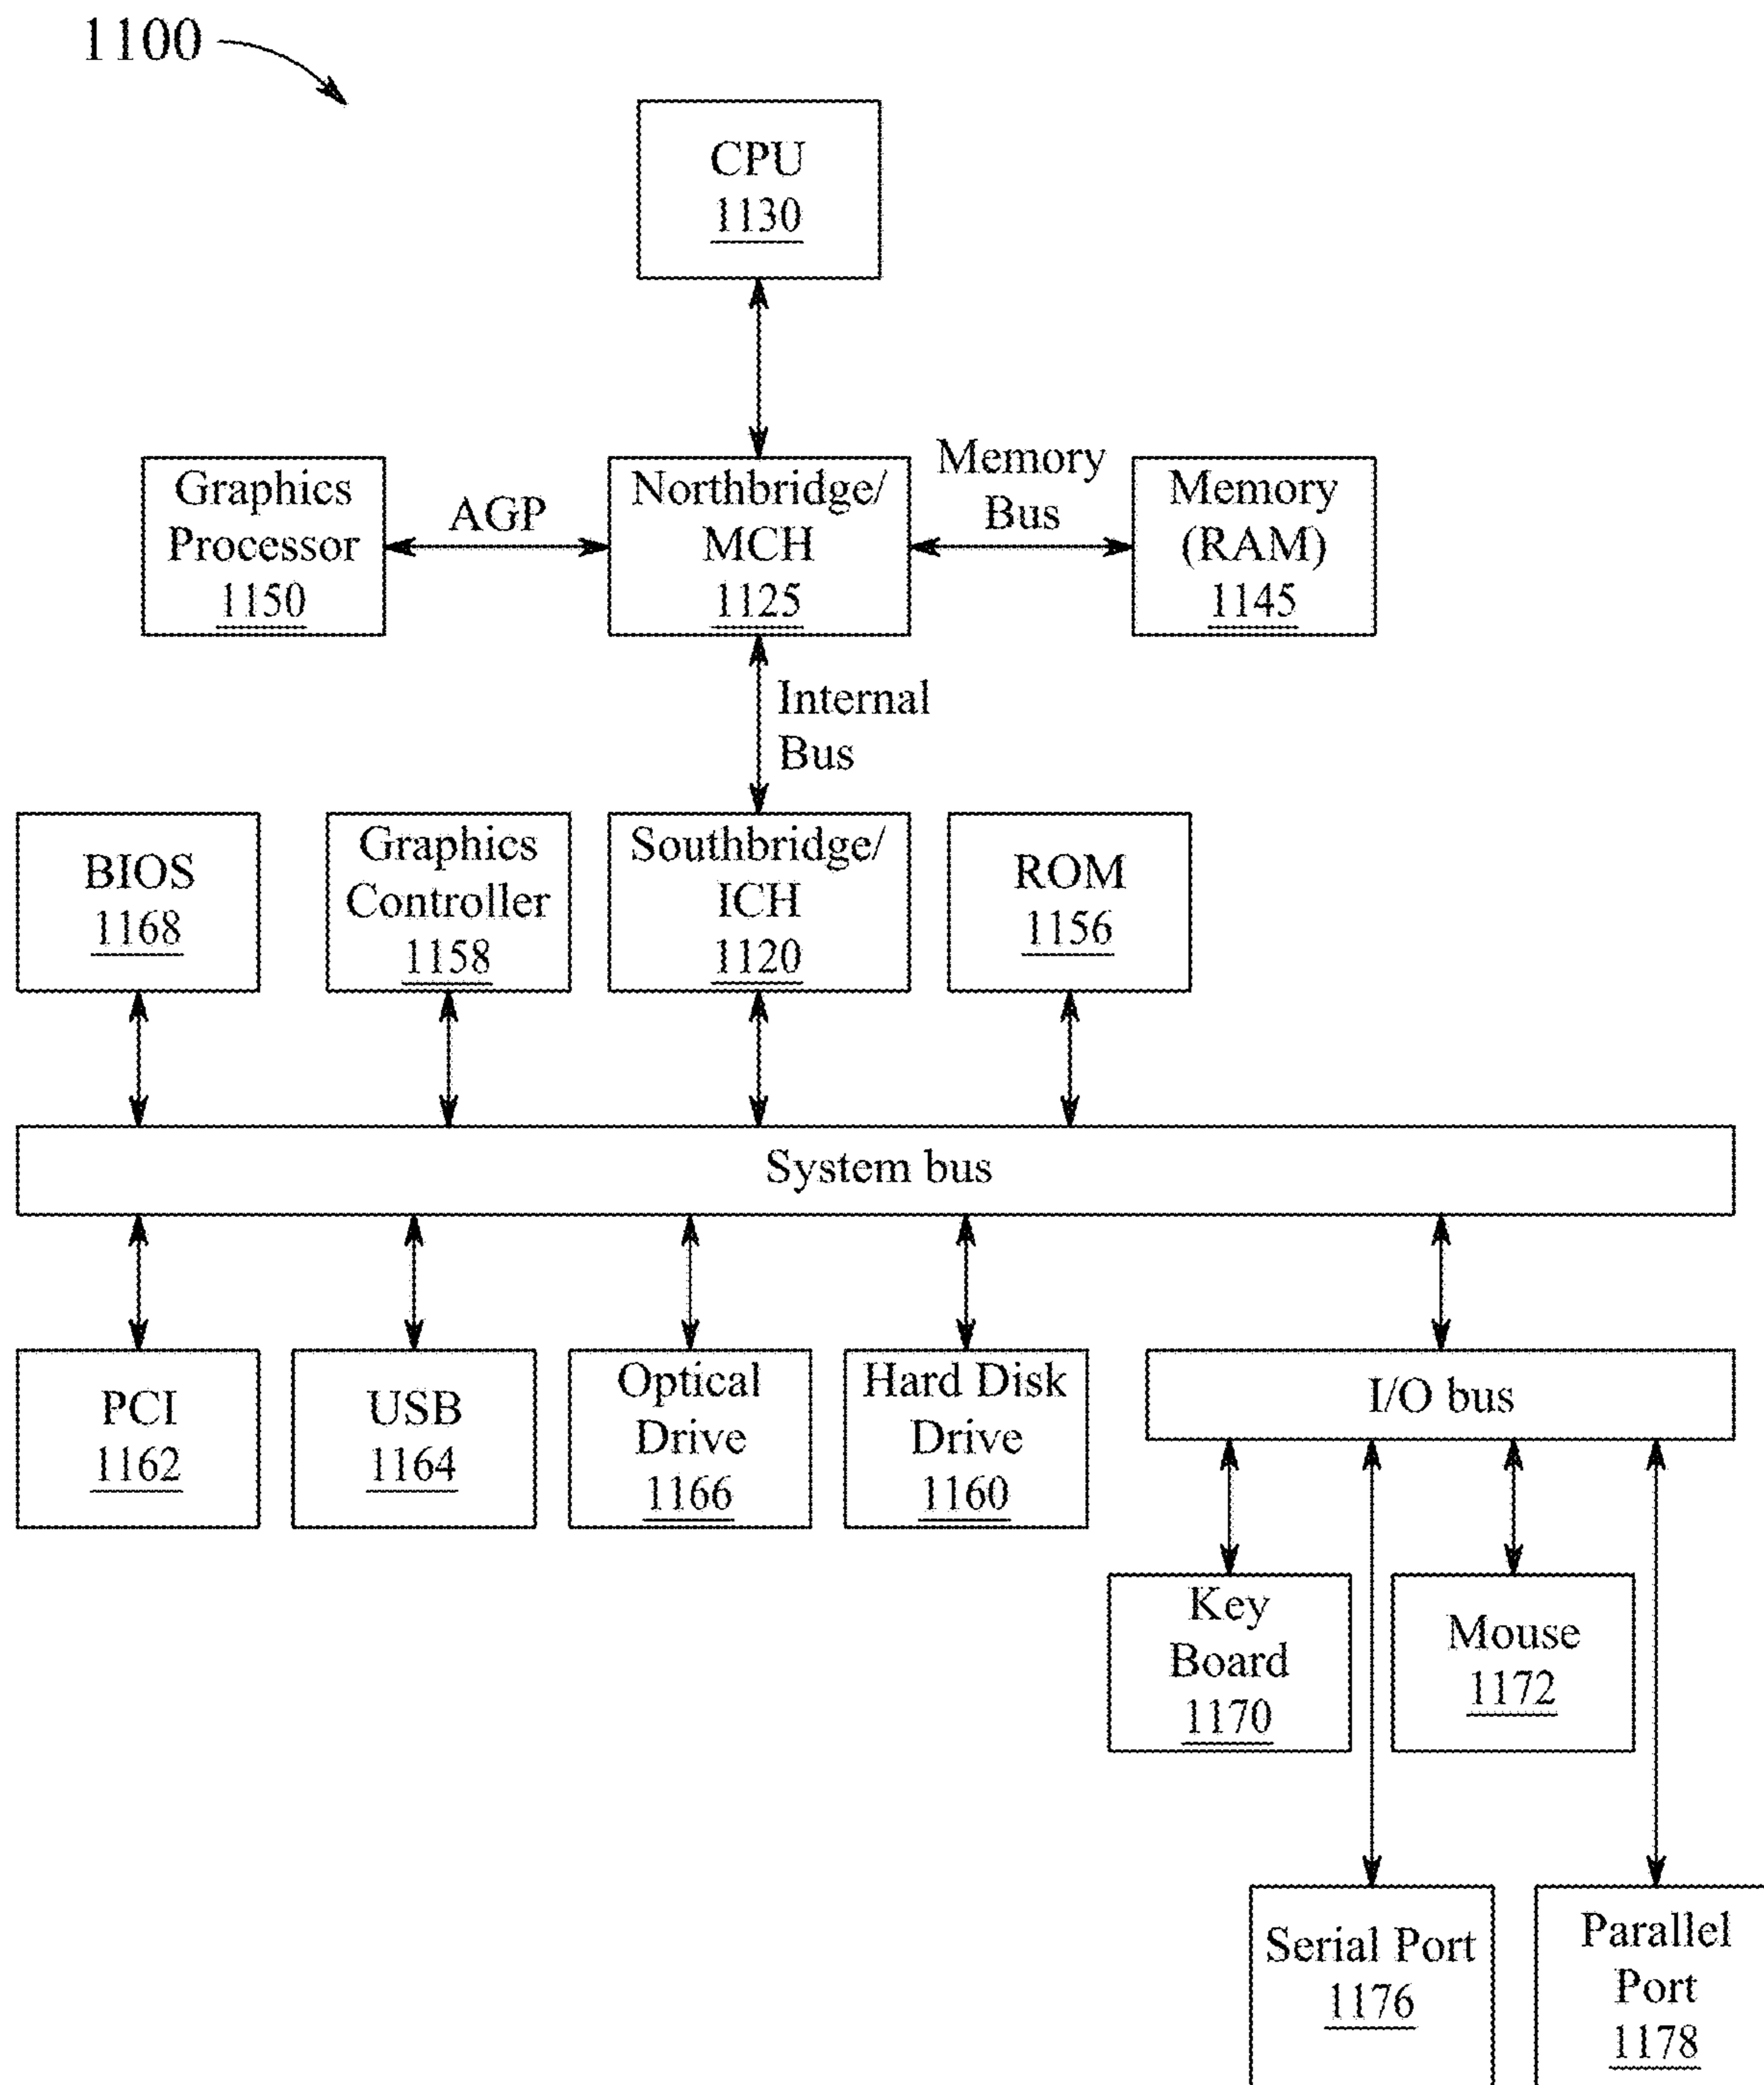 1100
CPU
1130
Graphics
Processor
1150
AGP
Northbridge/
MCH
1125
Memory
Bus
Memory
(RAM)
1145
Internal
Bus
BIOS
1168
Graphics
Controller
1158
Southbridge/
ICH
1120
ROM
1156
System bus
PCI
1162
USB
1164
Optical
Drive
1166
Hard Disk
Drive
1160
I/O bus
Key
Board
1170
Mouse
1172
Serial Port
1176
Parallel
Port
1178